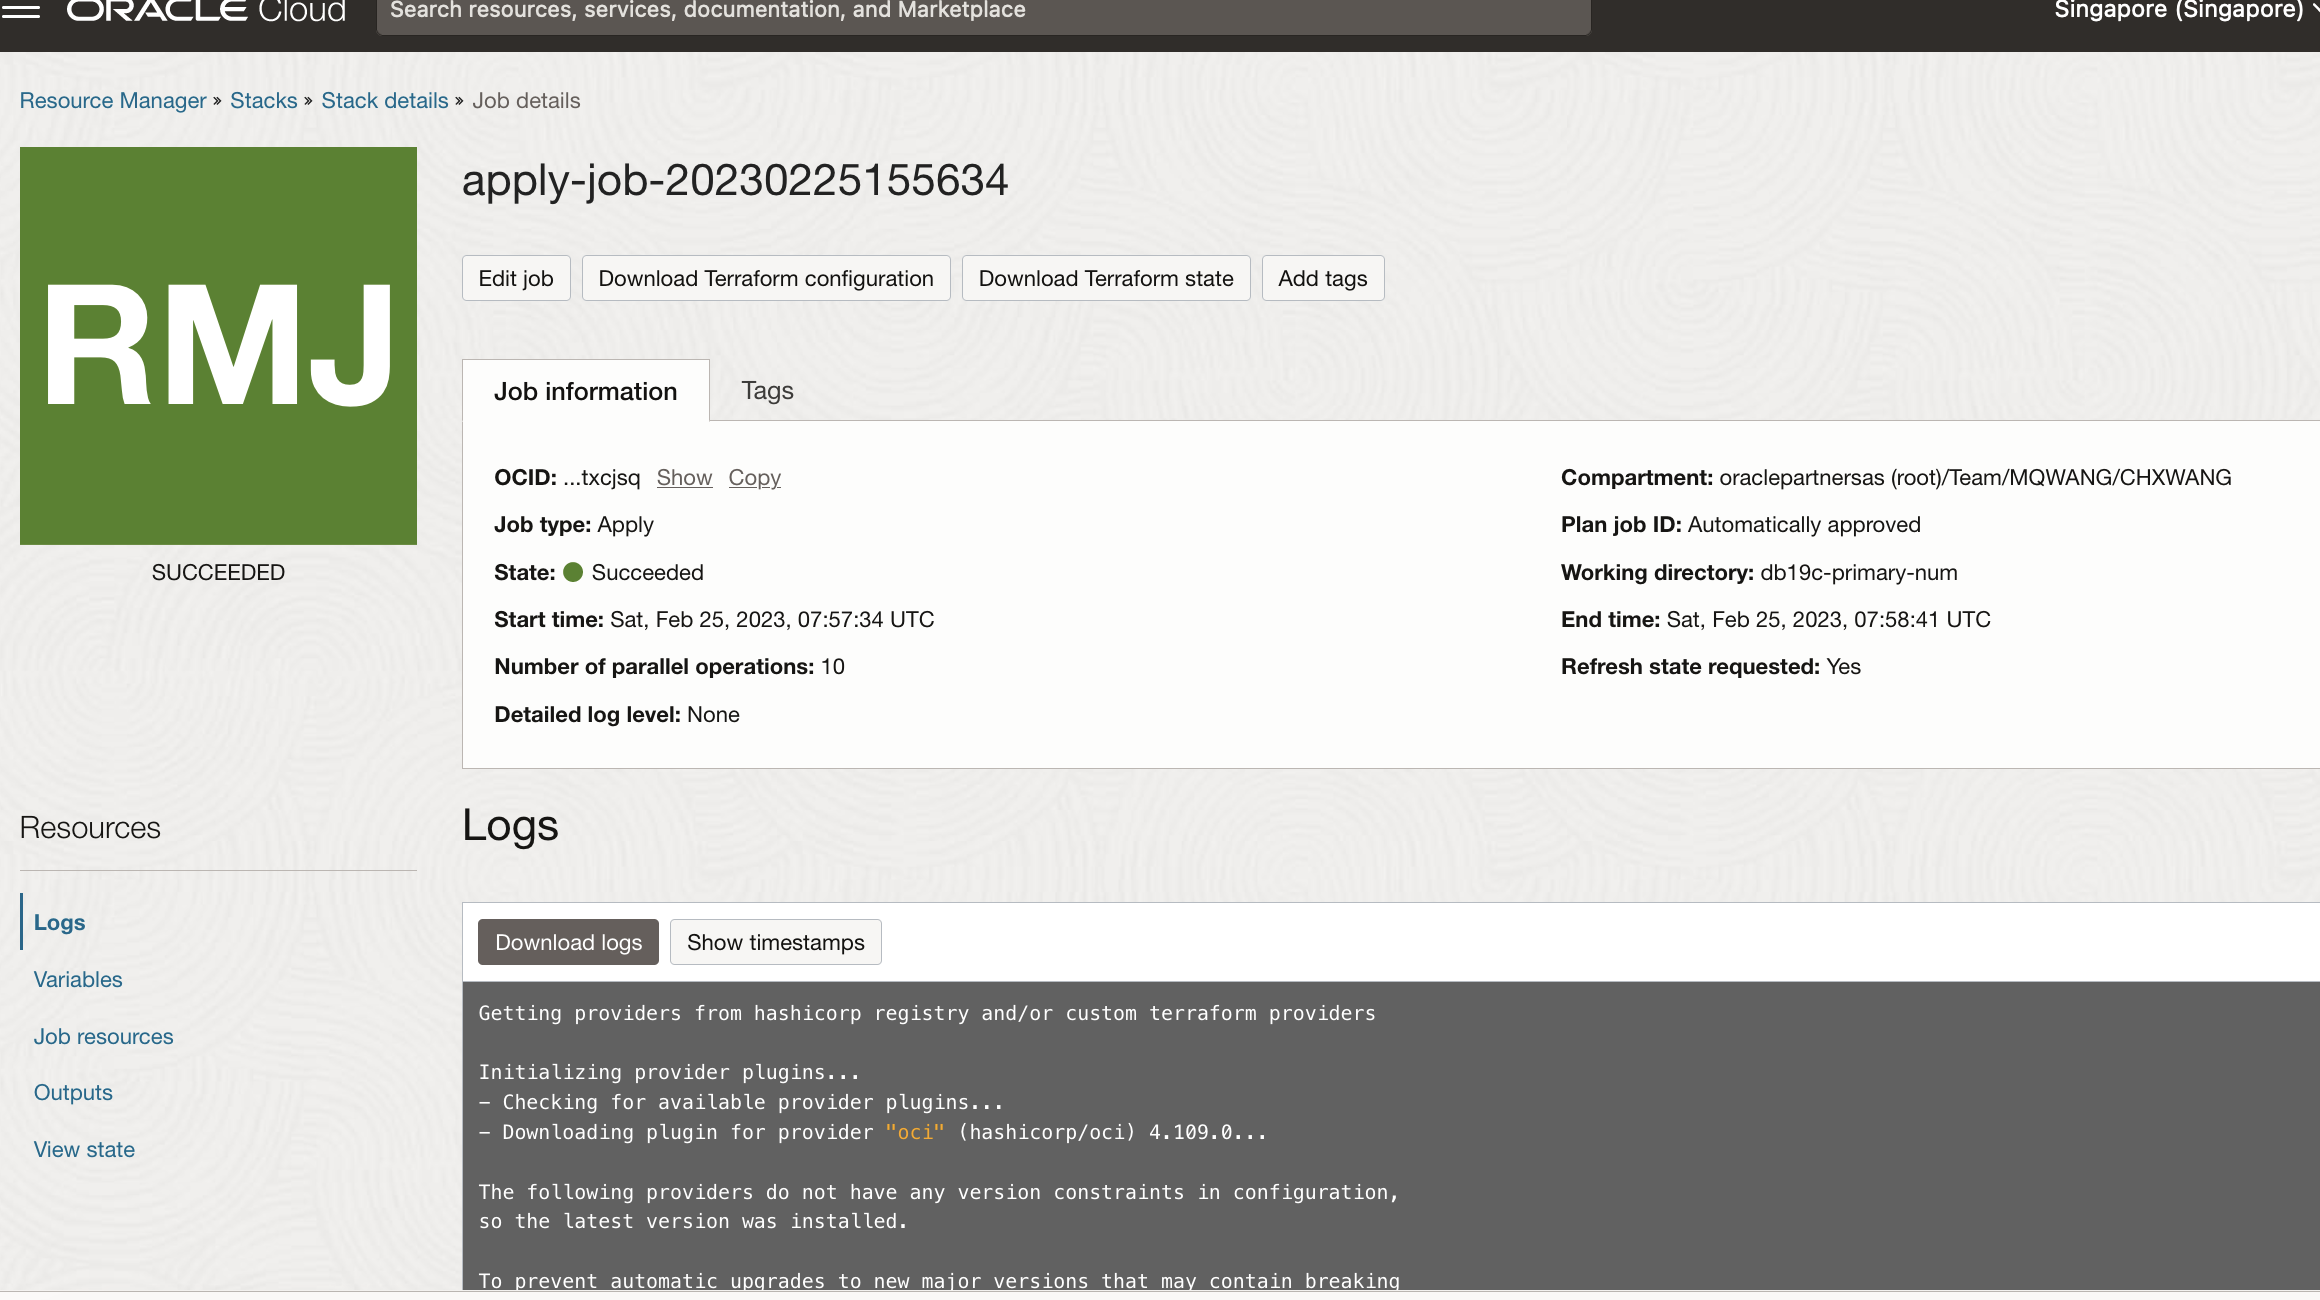 ORACLE Cloud
Search resources, services, documentation, and Marketplace
Singapore (Singapore)
Resource Manager » Stacks » Stack details » Job details
RMJ
SUCCEEDED
apply-job-20230225155634
Edit job
Download Terraform configuration
Download Terraform state
Add tags
Job information
Tags
OCID: ...txcjsq Show Copy
Job type: Apply
State: Succeeded
Start time: Sat, Feb 25, 2023, 07:57:34 UTC
Number of parallel operations: 10
Detailed log level: None
Compartment: oraclepartnersas (root)/Team/MQWANG/CHXWANG
Plan job ID: Automatically approved
Working directory: db19c-primary-num
End time: Sat, Feb 25, 2023, 07:58:41 UTC
Refresh state requested: Yes
Resources
Logs
Variables
Job resources
Outputs
View state
Logs
Download logs
Show timestamps
Getting providers from hashicorp registry and/or custom terraform providers
Initializing provider plugins...
- Checking for available provider plugins...
- Downloading plugin for provider "oci" (hashicorp/oci) 4.109.0...
The following providers do not have any version constraints in configuration,
so the latest version was installed.
To prevent automatic upgrades to new major versions that may contain breaking